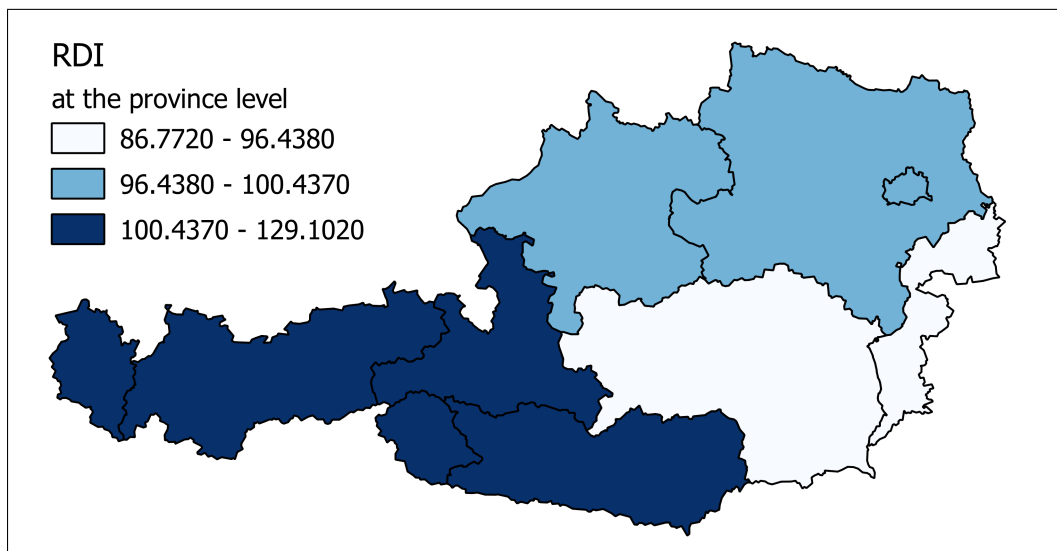 RDI
at the province level
86.7720 - 96.4380
96.4380 - 100.4370
100.4370 - 129.1020